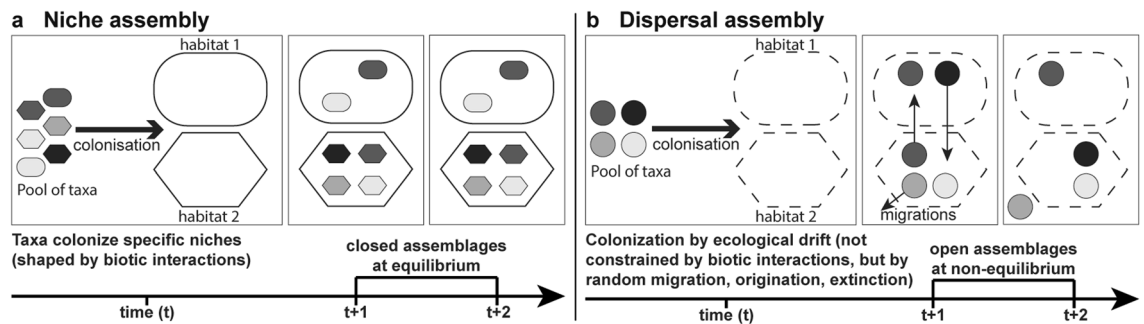 a Niche assembly
habitat 1
colonisation
Pool of taxa
habitat 2
Taxa colonize specific niches
(shaped by biotic interactions)
closed assemblages
at equilibrium
time (t)
t+1
t+2
b Dispersal assembly
habitat 1
colonisation
Pool of taxa
habitat 2
migrations
Colonization by ecological drift (not
constrained by biotic interactions, but by
random migration, origination, extinction)
open assemblages
at non-equilibrium
time (t)
t+1
t+2